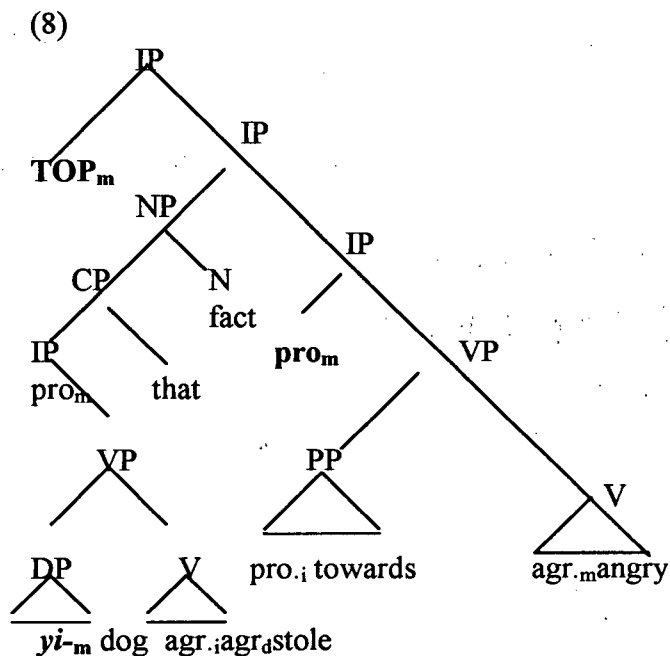 (8)
IP
IP
TOPm
NP
IP
CP N
fact
IP prom VP
prom that
VP PP V
DP V pro.i towards agr.mangry
yi-m dog agr.iagrdstole